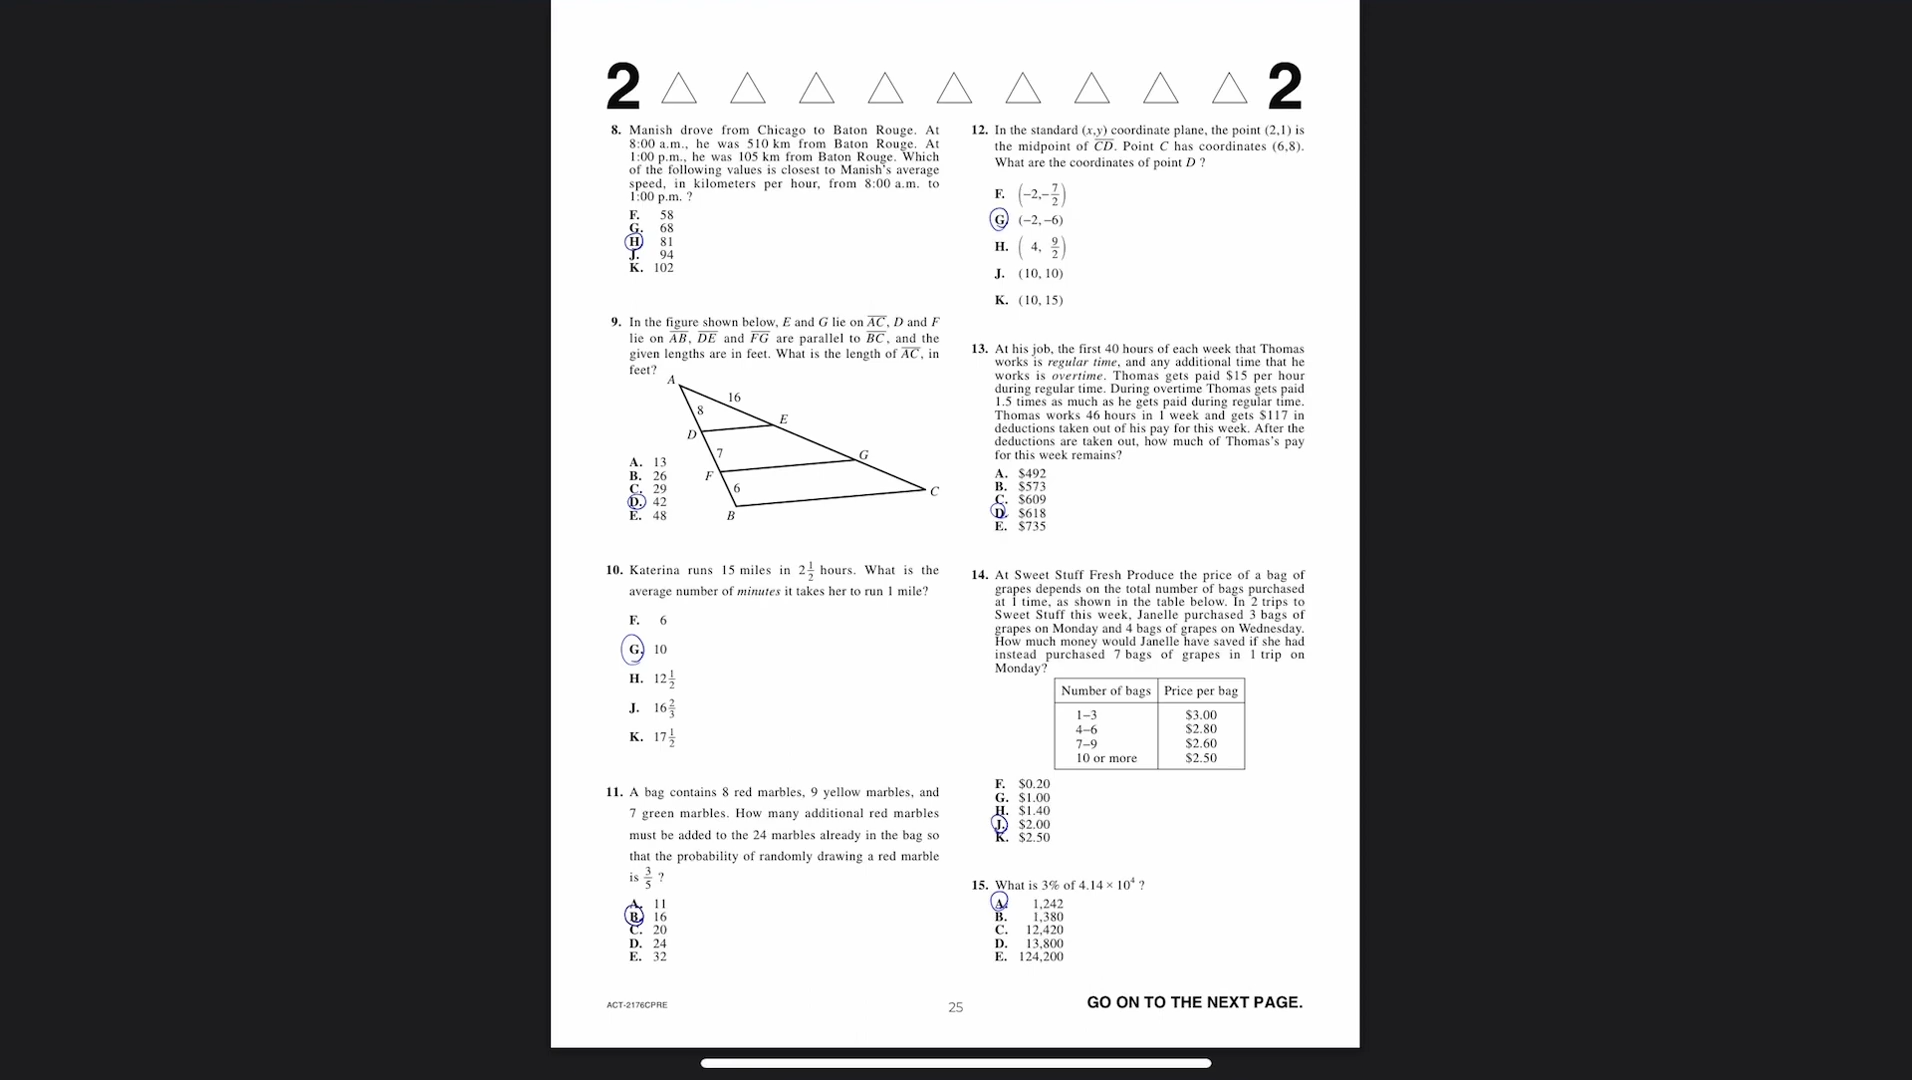 2 2
8. Manish drove from Chicago to Baton Rouge. At
8:00 a.m., he was 510 km from Baton Rouge. At
1:00 p.m., he was 105 km from Baton Rouge. Which
of the following values is closest to Manish's average
speed, in kilometers per hour, from 8:00 a.m. to
1:00 p.m. ?
F. 58
G. 68
H. 81
J. 94
K. 102
9. In the figure shown below, E and G lie on AC, D and F
lie on AB, DE and FG are parallel to BC, and the
given lengths are in feet. What is the length of AC, in
feet?
A
16
8
E
D
7
G
F
6
C
B
A. 13
B. 26
C. 29
D. 42
E. 48
10. Katerina runs 15 miles in 2 1/2 hours. What is the
average number of minutes it takes her to run 1 mile?
F. 6
G. 10
H. 12 1/2
J. 16 2/3
K. 17 1/2
11. A bag contains 8 red marbles, 9 yellow marbles, and
7 green marbles. How many additional red marbles
must be added to the 24 marbles already in the bag so
that the probability of randomly drawing a red marble
is 3/5 ?
A. 11
B. 16
C. 20
D. 24
E. 32
12. In the standard (x,y) coordinate plane, the point (2,1) is
the midpoint of CD. Point C has coordinates (6,8).
What are the coordinates of point D ?
F. (−2,−7/2)
G. (−2,−6)
H. ( 4, 9/2)
J. (10, 10)
K. (10, 15)
13. At his job, the first 40 hours of each week that Thomas
works is regular time, and any additional time that he
works is overtime. Thomas gets paid $15 per hour
during regular time. During overtime Thomas gets paid
1.5 times as much as he gets paid during regular time.
Thomas works 46 hours in 1 week and gets $117 in
deductions taken out of his pay for this week. After the
deductions are taken out, how much of Thomas's pay
for this week remains?
A. $492
B. $573
C. $609
D. $618
E. $735
14. At Sweet Stuff Fresh Produce the price of a bag of
grapes depends on the total number of bags purchased
at 1 time, as shown in the table below. In 2 trips to
Sweet Stuff this week, Janelle purchased 3 bags of
grapes on Monday and 4 bags of grapes on Wednesday.
How much money would Janelle have saved if she had
instead purchased 7 bags of grapes in 1 trip on
Monday?
Number of bags Price per bag
1–3 $3.00
4–6 $2.80
7–9 $2.60
10 or more $2.50
F. $0.20
G. $1.00
H. $1.40
J. $2.00
K. $2.50
15. What is 3% of 4.14 × 10⁴ ?
A. 1,242
B. 1,380
C. 12,420
D. 13,800
E. 124,200
ACT-2176CPRE 25 GO ON TO THE NEXT PAGE.